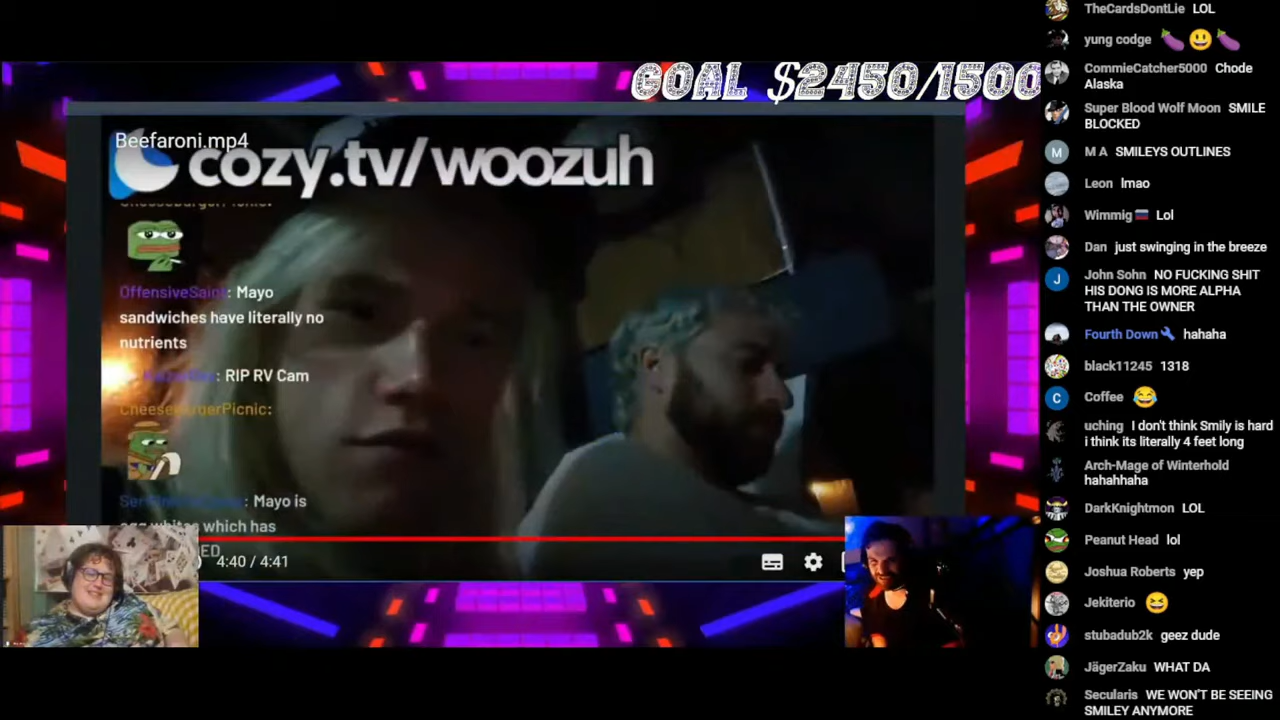 GOAL $2450/1500
Beefaroni.mp4
cozy.tv/woozuh
OffensiveSaint: Mayo
sandwiches have literally no
nutrients
: RIP RV Cam
CheeseburgerPicnic:
: Mayo is
egg whites which has
4:40 / 4:41
TheCardsDontLie LOL
yung codge 🍆😃🍆
CommieCatcher5000 Chode
Alaska
Super Blood Wolf Moon SMILE
BLOCKED
M
M A SMILEYS OUTLINES
Leon lmao
Wimmig Lol
Dan just swinging in the breeze
J
John Sohn NO FUCKING SHIT
HIS DONG IS MORE ALPHA
THAN THE OWNER
Fourth Down hahaha
black11245 1318
C
Coffee 😂
uching I don't think Smily is hard
i think its literally 4 feet long
Arch-Mage of Winterhold
hahahhaha
DarkKnightmon LOL
Peanut Head lol
Joshua Roberts yep
Jekiterio 😆
stubadub2k geez dude
JägerZaku WHAT DA
Secularis WE WON'T BE SEEING
SMILEY ANYMORE